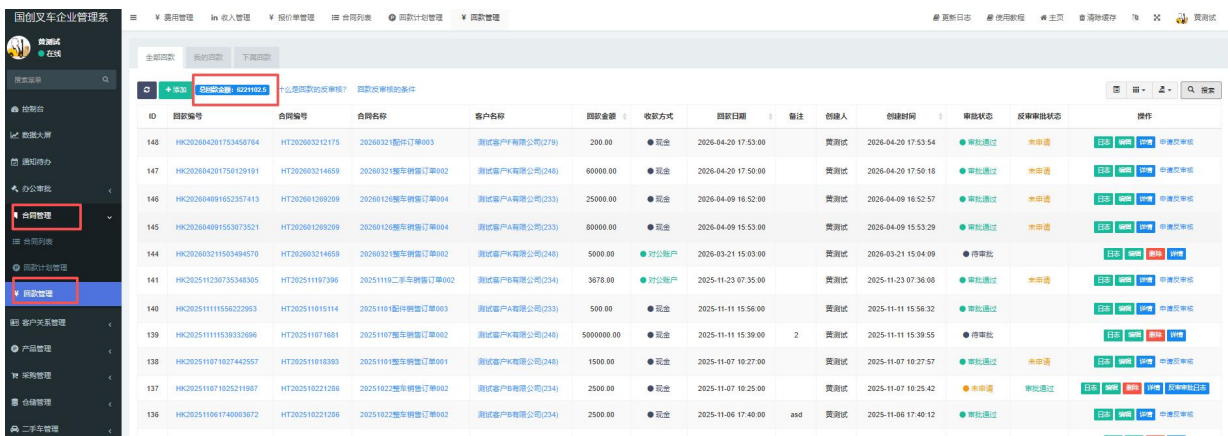 国创叉车企业管理系
¥ 费用管理 in 收入管理 ¥ 报价单管理 合同列表 回款计划管理 ¥ 回款管理 更新日志 使用教程 主页 清除缓存 黄测试
黄测试
在线
搜索菜单
控制台
数据大屏
通知待办
办公审批
合同管理
合同列表
回款计划管理
¥ 回款管理
客户关系管理
产品管理
采购管理
仓储管理
二手车管理
全部回款 我的回款 下属回款
+添加 总回款金额:6221102.5 什么是回款的反审核? 回款反审核的条件 搜索
ID 回款编号 合同编号 合同名称 客户名称 回款金额 收款方式 回款日期 备注 创建人 创建时间 审批状态 反审审批状态 操作
148 HK202604201753458764 HT202603212175 20260321配件订单003 测试客户F有限公司(279) 200.00 现金 2026-04-20 17:53:00 黄测试 2026-04-20 17:53:54 审批通过 未申请 日志 编辑 详情 申请反审核
147 HK202604201750129191 HT202603214659 20260321整车销售订单002 测试客户K有限公司(248) 60000.00 现金 2026-04-20 17:50:00 黄测试 2026-04-20 17:50:18 审批通过 未申请 日志 编辑 详情 申请反审核
146 HK202604091652357413 HT202601269209 20260126整车销售订单004 测试客户A有限公司(233) 25000.00 现金 2026-04-09 16:52:00 黄测试 2026-04-09 16:52:57 审批通过 未申请 日志 编辑 详情 申请反审核
145 HK202604091553073521 HT202601269209 20260126整车销售订单004 测试客户A有限公司(233) 80000.00 现金 2026-04-09 15:53:00 黄测试 2026-04-09 15:53:29 审批通过 未申请 日志 编辑 详情 申请反审核
144 HK202603211503494570 HT202603214659 20260321整车销售订单002 测试客户K有限公司(248) 5000.00 对公账户 2026-03-21 15:03:00 黄测试 2026-03-21 15:04:09 待审批 日志 编辑 删除 详情
141 HK202511230735348305 HT202511197396 20251119二手车销售订单002 测试客户B有限公司(234) 3678.00 对公账户 2025-11-23 07:35:00 黄测试 2025-11-23 07:36:08 审批通过 未申请 日志 编辑 详情 申请反审核
140 HK202511111556222953 HT202511015114 20251101配件销售订单003 测试客户A有限公司(233) 500.00 现金 2025-11-11 15:56:00 黄测试 2025-11-11 15:56:32 审批通过 未申请 日志 编辑 详情 申请反审核
139 HK202511111539332696 HT202511071681 20251107整车销售订单002 测试客户K有限公司(248) 5000000.00 现金 2025-11-11 15:39:00 2 黄测试 2025-11-11 15:39:55 待审批 日志 编辑 删除 详情
138 HK202511071027442557 HT202511018393 20251101整车销售订单001 测试客户K有限公司(248) 1500.00 现金 2025-11-07 10:27:00 黄测试 2025-11-07 10:27:57 审批通过 未申请 日志 编辑 详情 申请反审核
137 HK202511071025211987 HT202510221286 20251022整车销售订单002 测试客户B有限公司(234) 2500.00 现金 2025-11-07 10:25:00 黄测试 2025-11-07 10:25:42 未申请 审批通过 日志 编辑 删除 详情 反审审批日志
136 HK202511061740003672 HT202510221286 20251022整车销售订单002 测试客户B有限公司(234) 2500.00 现金 2025-11-06 17:40:00 asd 黄测试 2025-11-06 17:40:12 审批通过 未申请 日志 编辑 详情 申请反审核